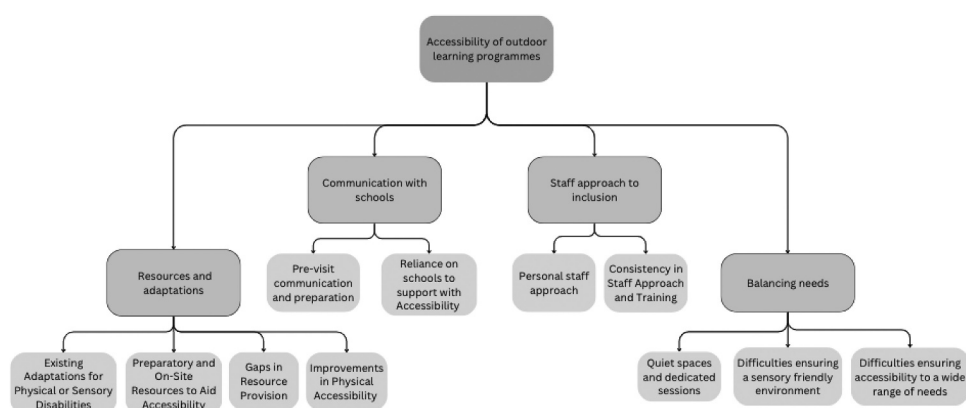 Accessibility of outdoor
learning programmes
Communication with
schools
Staff approach to
inclusion
Pre-visit
communication
and preparation
Reliance on
schools to
support with
Accessibility
Personal staff
approach
Consistency in
Staff Approach
and Training
Resources and
adaptations
Balancing needs
Existing
Adaptations for
Physical or Sensory
Disabilities
Preparatory and
On-Site
Resources to Aid
Accessibility
Gaps in
Resource
Provision
Improvements
in Physical
Accessibility
Quiet spaces
and dedicated
sessions
Difficulties ensuring
a sensory friendly
environment
Difficulties ensuring
accessibility to a wide
range of needs